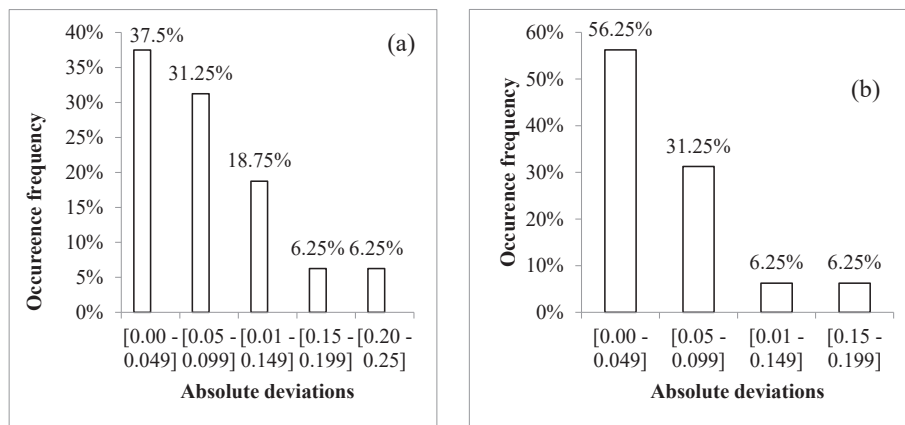 (a)
Occureence frequency
40%
35%
30%
25%
20%
15%
10%
5%
0%
37.5%
31.25%
18.75%
6.25% 6.25%
[0.00 - [0.05 - [0.01 - [0.15 - [0.20 -
0.049] 0.099] 0.149] 0.199] 0.25]
Absolute deviations
(b)
Occurence frequency
60%
50%
40%
30%
20%
10%
0%
56.25%
31.25%
6.25% 6.25%
[0.00 - [0.05 - [0.01 - [0.15 -
0.049] 0.099] 0.149] 0.199]
Absolute deviations